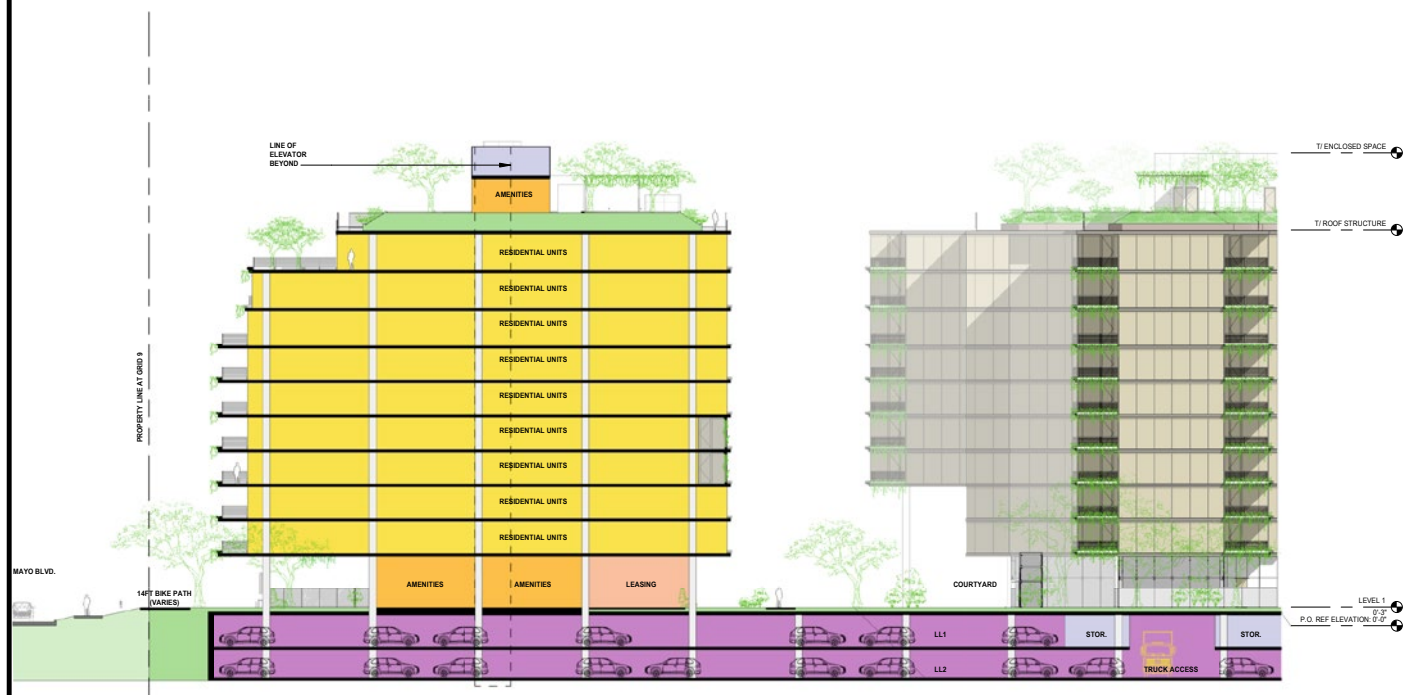 LINE OF
ELEVATOR
BEYOND
T/ ENCLOSED SPACE
AMENITIES
T/ ROOF STRUCTURE
RESIDENTIAL UNITS
RESIDENTIAL UNITS
RESIDENTIAL UNITS
RESIDENTIAL UNITS
RESIDENTIAL UNITS
RESIDENTIAL UNITS
RESIDENTIAL UNITS
RESIDENTIAL UNITS
RESIDENTIAL UNITS
PROPERTY LINE AT GRID 9
MAYO BLVD.
14FT BIKE PATH
(VARIES)
AMENITIES
AMENITIES
LEASING
COURTYARD
LEVEL 1
0'-3"
P.O. REF ELEVATION: 0'-0"
LL1
STOR.
STOR.
LL2
TRUCK ACCESS